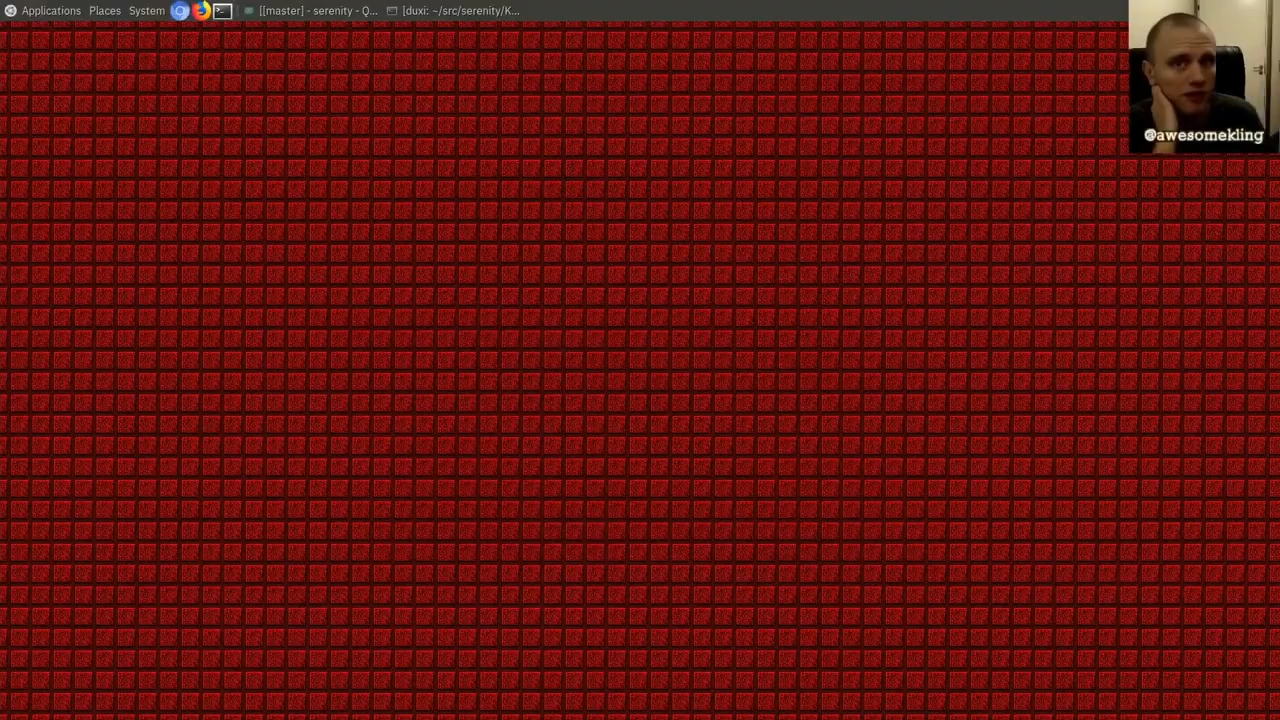 Applications Places System [[master] - serenity - Q... [duxi: ~/src/serenity/K...
@awesomekling